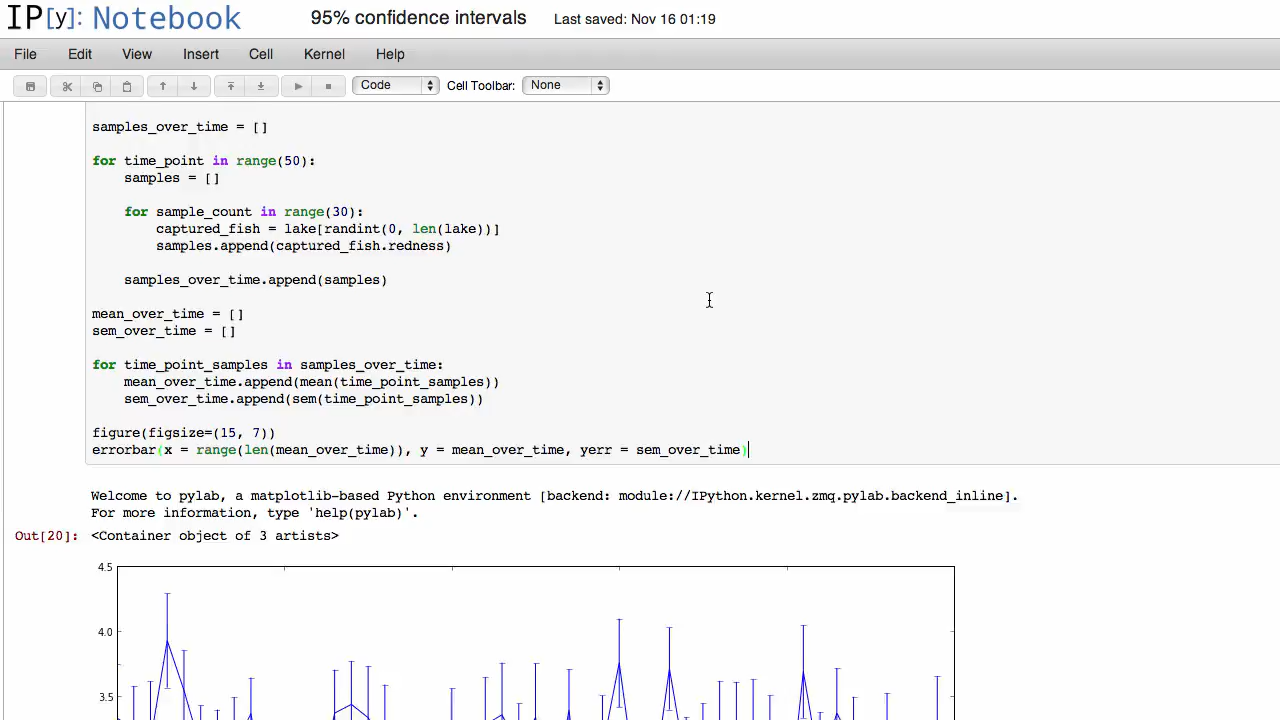 IP[y]: Notebook 95% confidence intervals Last saved: Nov 16 01:19
File Edit View Insert Cell Kernel Help
Code Cell Toolbar: None
samples_over_time = []
for time_point in range(50):
    samples = []
    for sample_count in range(30):
        captured_fish = lake[randint(0, len(lake))]
        samples.append(captured_fish.redness)
    samples_over_time.append(samples)
mean_over_time = []
sem_over_time = []
for time_point_samples in samples_over_time:
    mean_over_time.append(mean(time_point_samples))
    sem_over_time.append(sem(time_point_samples))
figure(figsize=(15, 7))
errorbar(x = range(len(mean_over_time)), y = mean_over_time, yerr = sem_over_time)
Welcome to pylab, a matplotlib-based Python environment [backend: module://IPython.kernel.zmq.pylab.backend_inline].
For more information, type 'help(pylab)'.
Out[20]: <Container object of 3 artists>
4.5
4.0
3.5